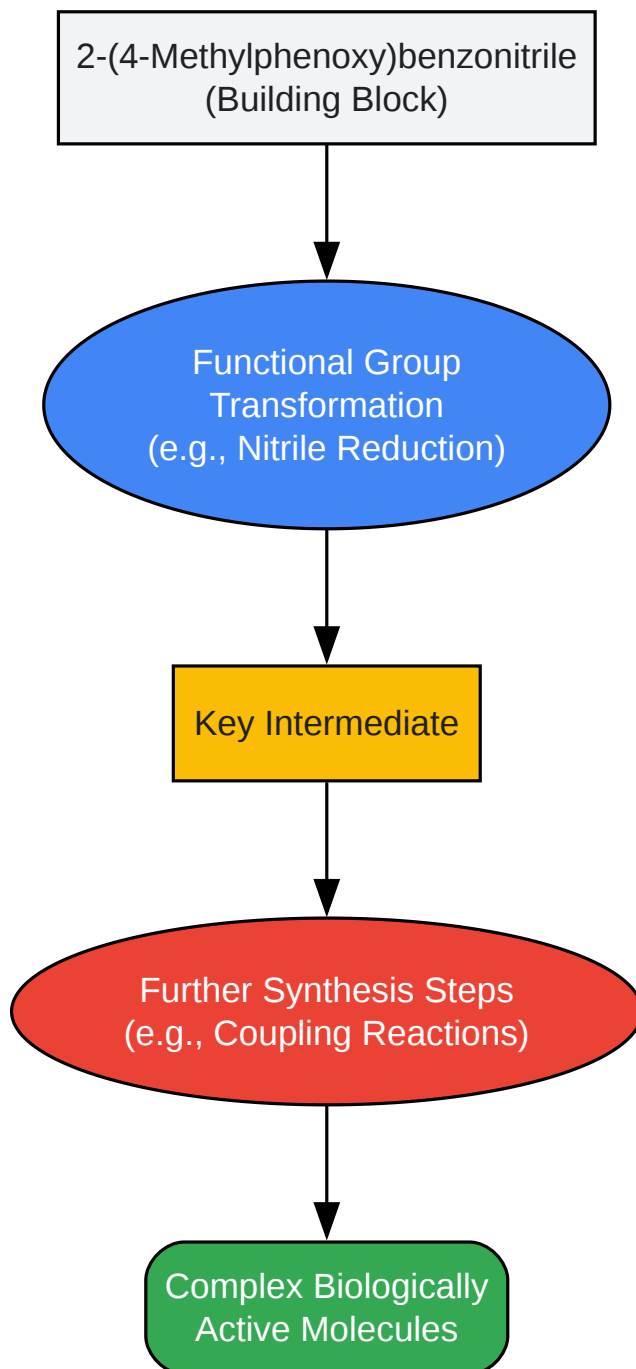 2-(4-Methylphenoxy)benzonitrile
(Building Block)
Functional Group
Transformation
(e.g., Nitrile Reduction)
Key Intermediate
Further Synthesis Steps
(e.g., Coupling Reactions)
Complex Biologically
Active Molecules